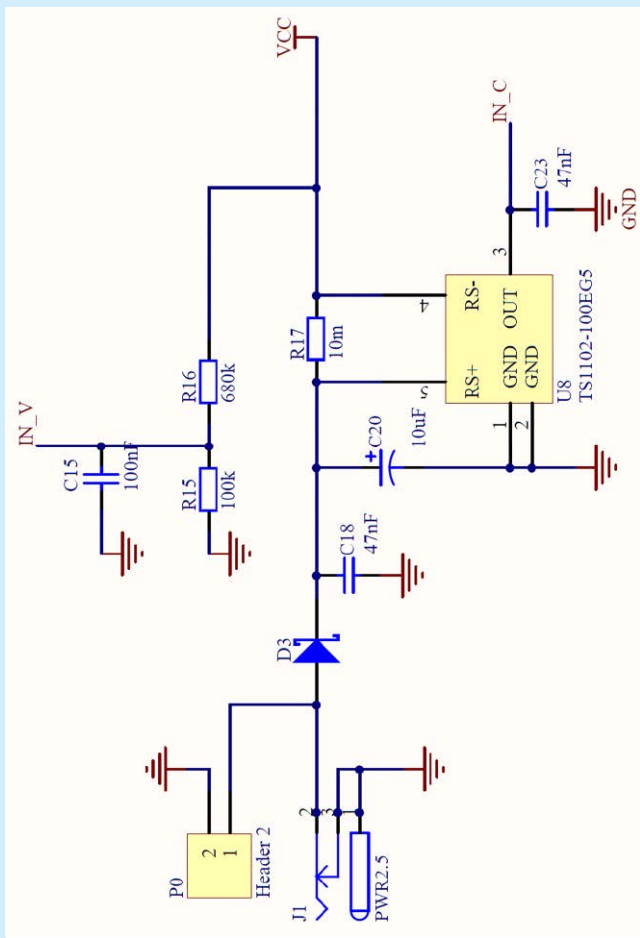 VCC
IN_V
C15
100nF
R16
680k
R15
100k
R17
10m
IN_C
C23
47nF
GND
3
4
5
RS-
RS+
OUT
GND
GND
1
2
U8
TS1102-100EG5
C20
+
10uF
C18
47nF
D3
P0
2
1
Header 2
J1
2
3
1
PWR2.5